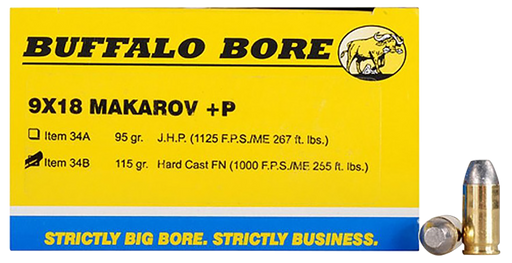 BUFFALO BORE
9X18 MAKAROV +P
Item 34A 95 gr. J.H.P. (1125 F.P.S./ME 267 ft. lbs.)
Item 34B 115 gr. Hard Cast FN (1000 F.P.S./ME 255 ft. lbs.)
STRICTLY BIG BORE. STRICTLY BUSINESS.